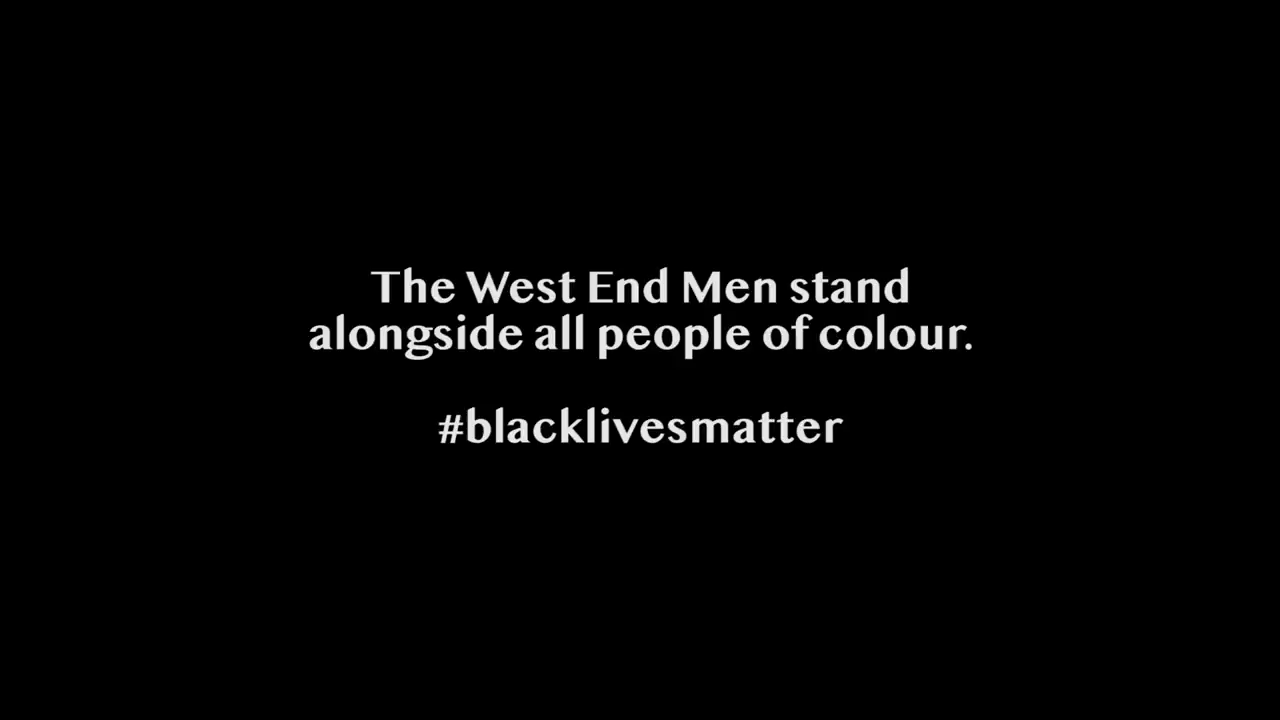 The West End Men stand
alongside all people of colour.
#blacklivesmatter